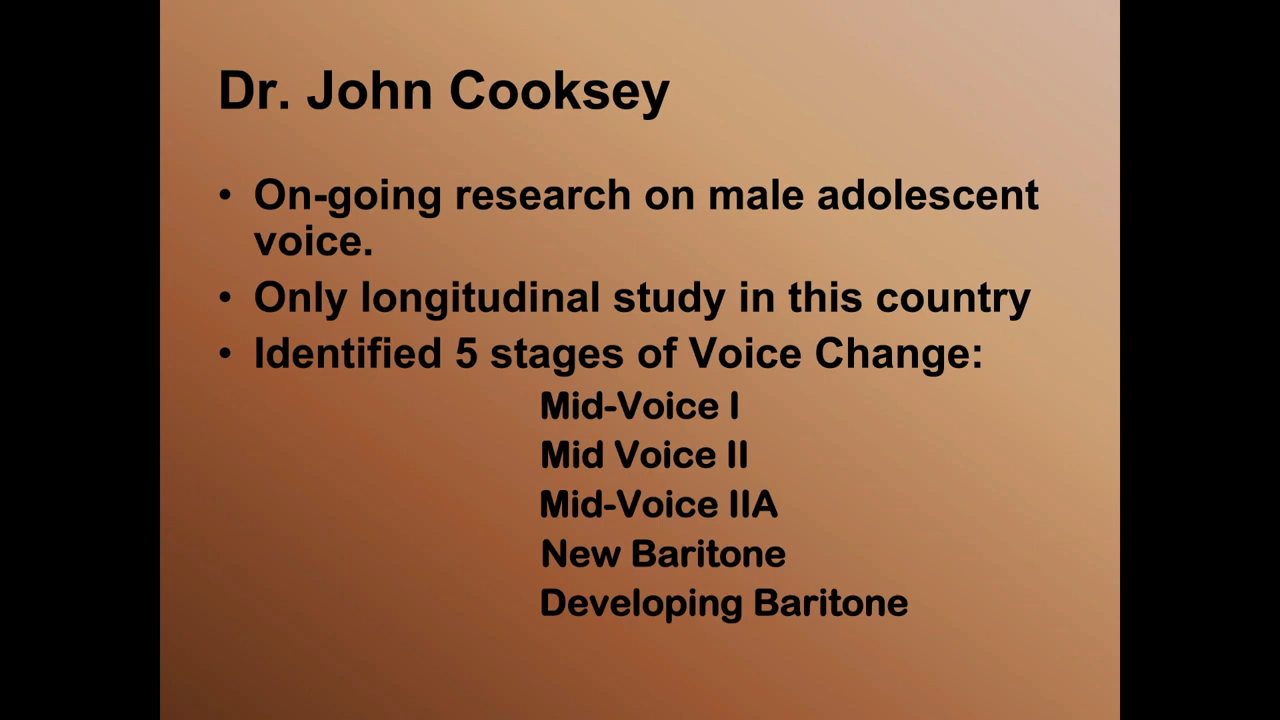 Dr. John Cooksey
• On-going research on male adolescent
voice.
• Only longitudinal study in this country
• Identified 5 stages of Voice Change:
Mid-Voice I
Mid Voice II
Mid-Voice IIA
New Baritone
Developing Baritone